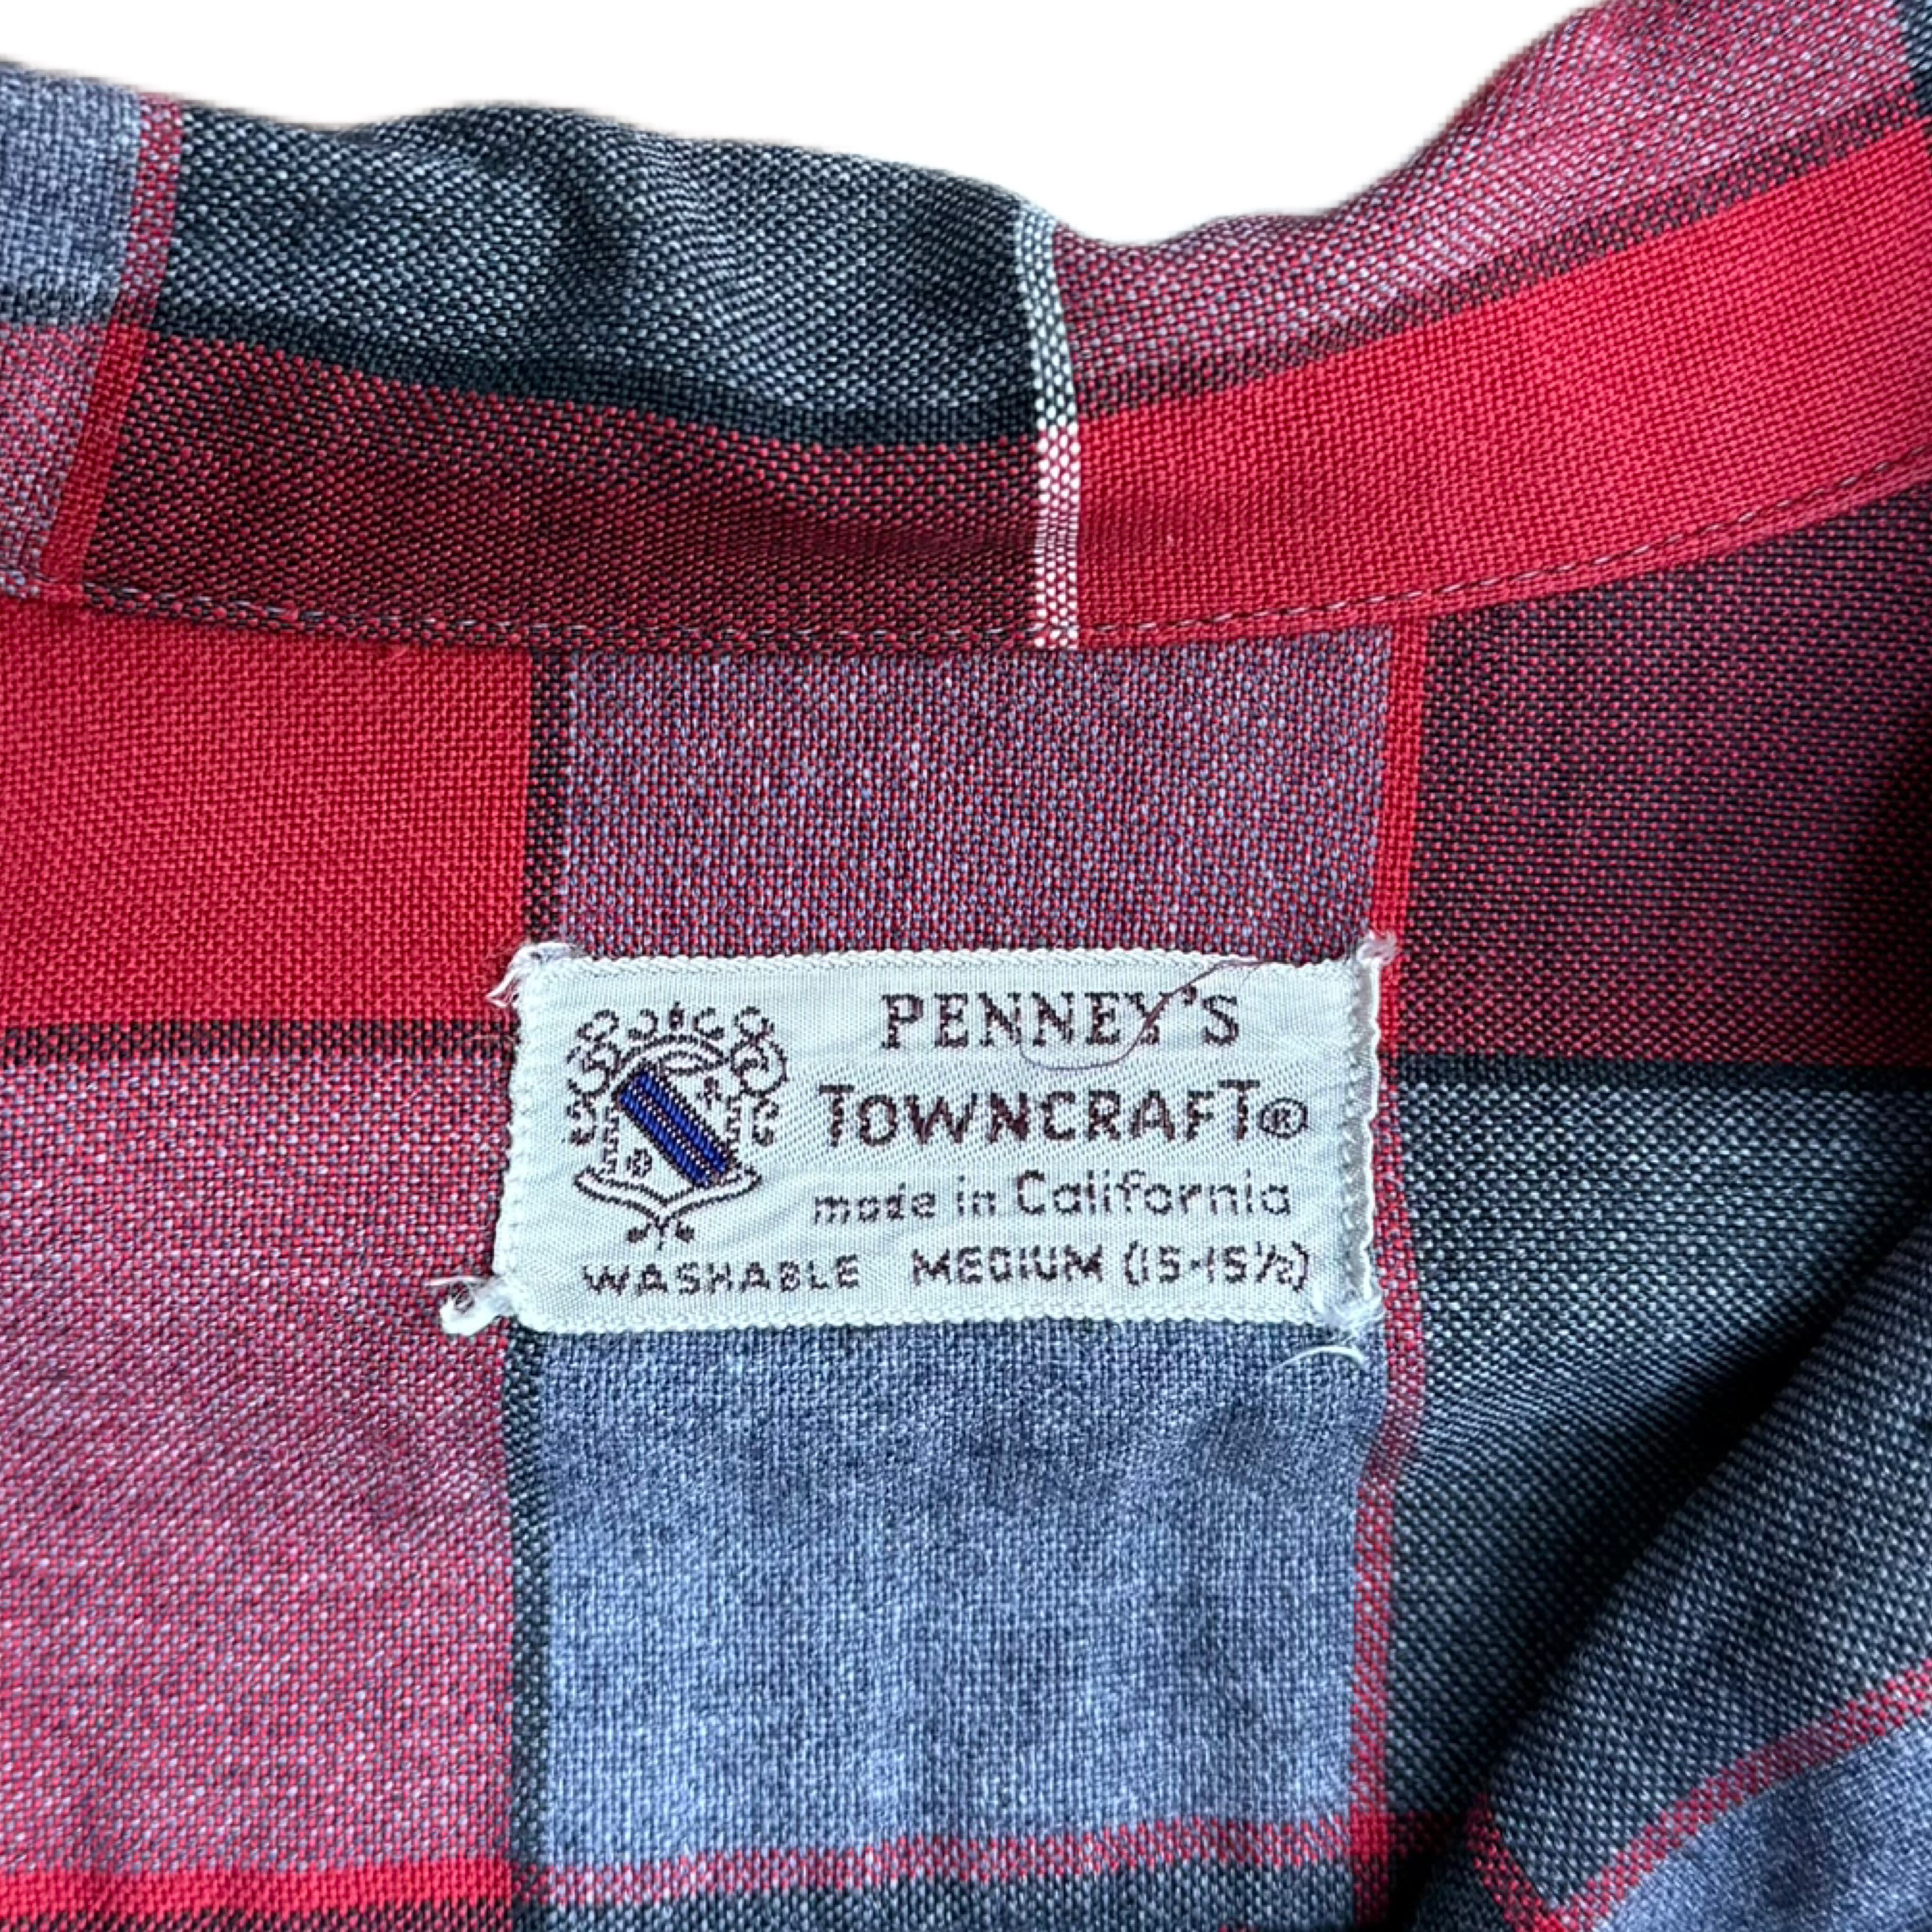 PENNEY'S
TOWNCRAFT®
made in California
WASHABLE MEDIUM (15-15½)